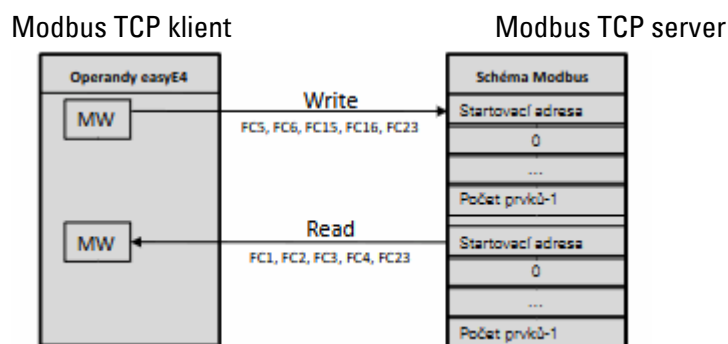 Modbus TCP klient
Modbus TCP server
Operandy easyE4
Schéma Modbus
MW
Write
FC5, FC6, FC15, FC16, FC23
Startovací adresa
0
...
Počet prvků-1
MW
Read
FC1, FC2, FC3, FC4, FC23
Startovací adresa
0
...
Počet prvků-1